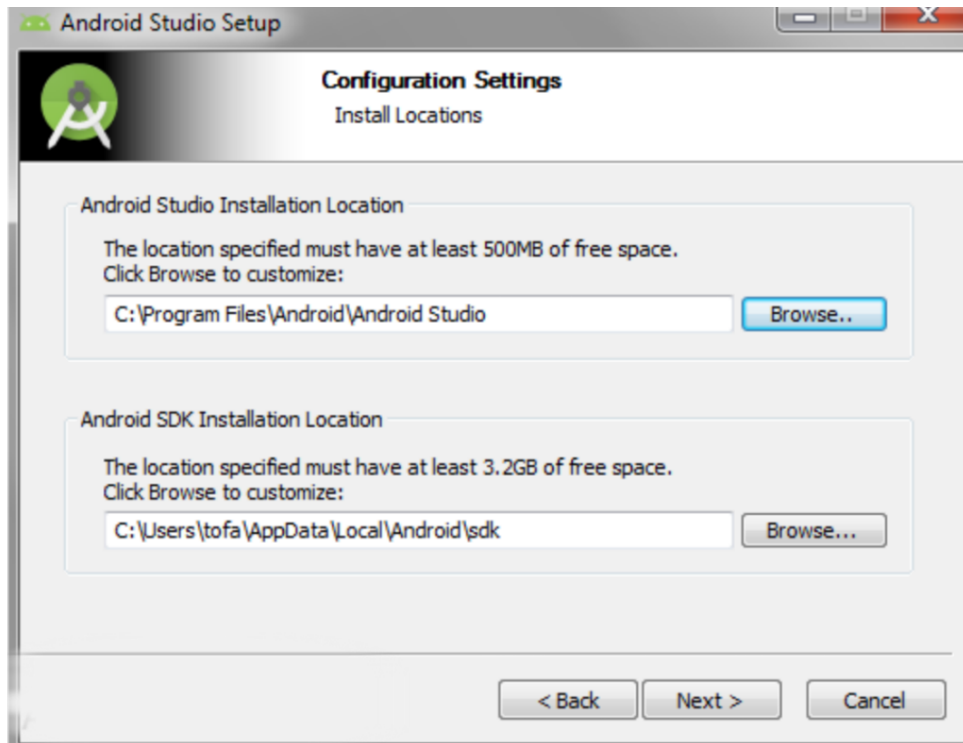 Android Studio Setup
Configuration Settings
Install Locations
Android Studio Installation Location
The location specified must have at least 500MB of free space.
Click Browse to customize:
C:\Program Files\Android\Android Studio
Browse..
Android SDK Installation Location
The location specified must have at least 3.2GB of free space.
Click Browse to customize:
C:\Users\tofa\AppData\Local\Android\sdk
Browse...
< Back
Next >
Cancel